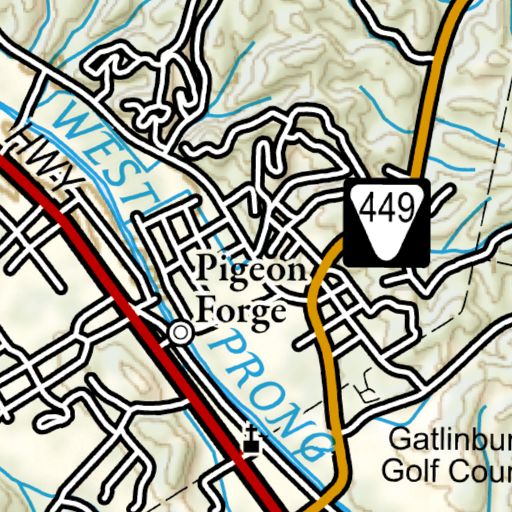 HWY
WEST
449
Pigeon
Forge
PRONG
Gatlinbur
Golf Cour